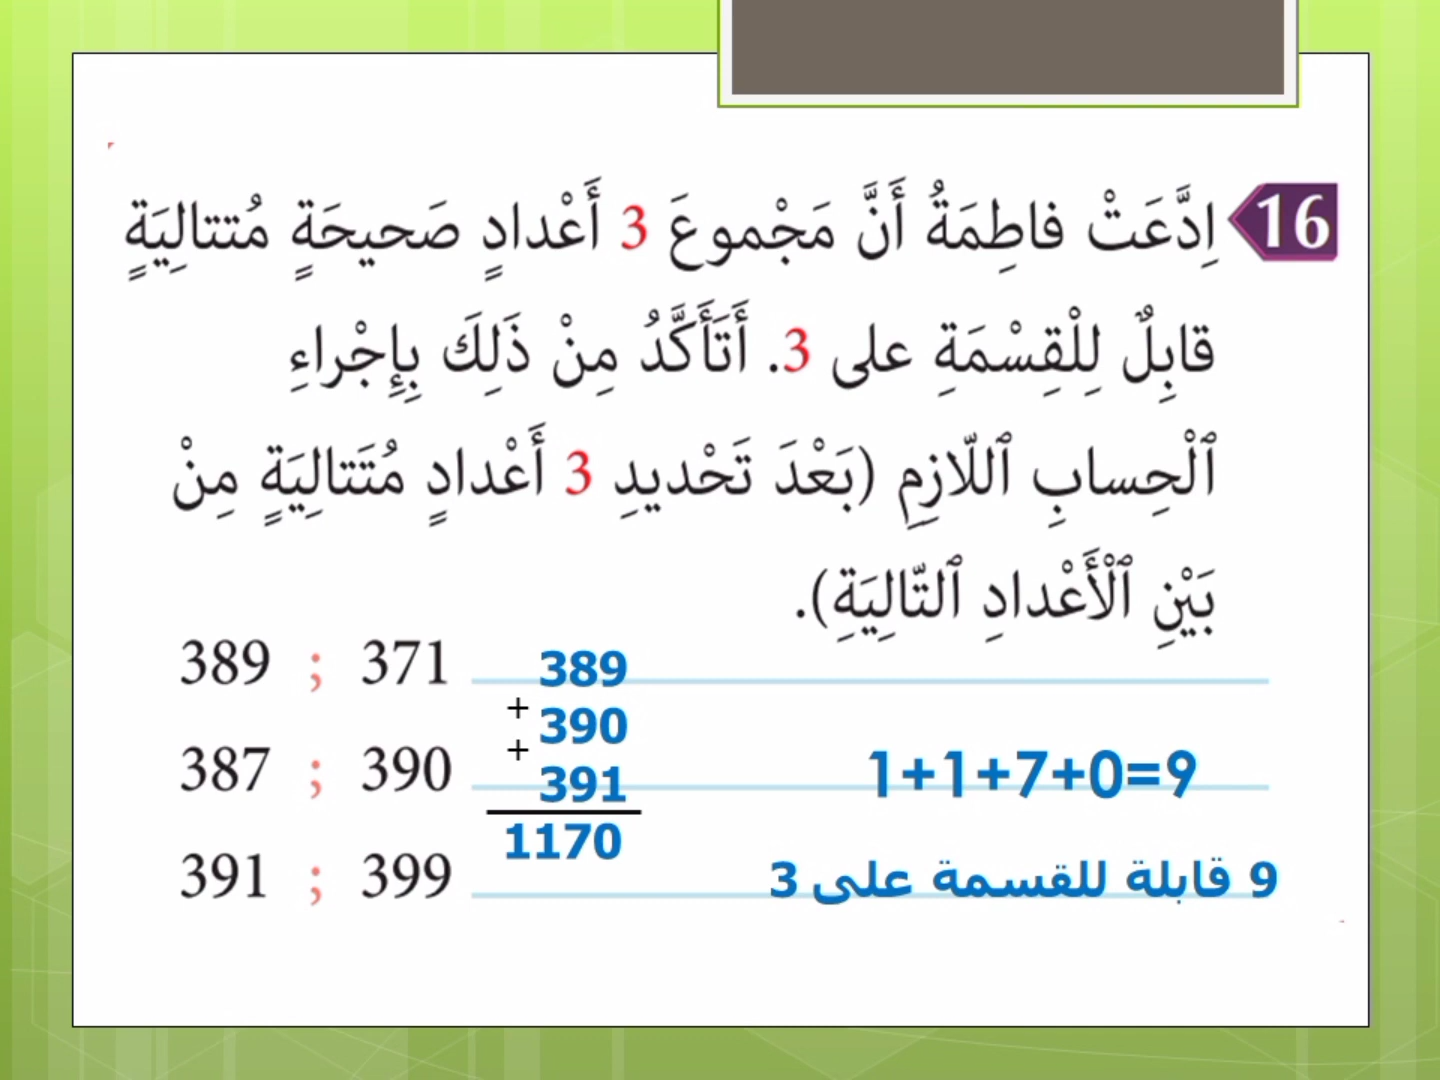 16 اِدَّعَتْ فاطِمَةُ أَنَّ مَجْموعَ 3 أَعْدادٍ صَحيحَةٍ مُتتالِيَةٍ
قابِلٌ لِلْقِسْمَةِ على 3. أَتَأَكَّدُ مِنْ ذَلِكَ بِإِجْراءِ
ٱلْحِسابِ ٱللّازِمِ (بَعْدَ تَحْديدِ 3 أَعْدادٍ مُتَتالِيَةٍ مِنْ
بَيْنِ ٱلْأَعْدادِ ٱلتّالِيَةِ).
389 ; 371
387 ; 390
391 ; 399
389
+
390
+
391
1170
1+1+7+0=9
9 قابلة للقسمة على 3